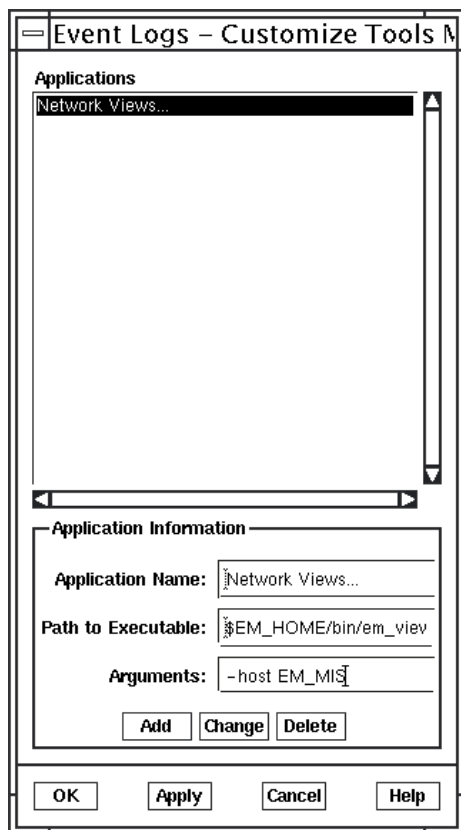 Event Logs – Customize Tools M
Applications
Network Views...
Application Information
Application Name: Network Views...
Path to Executable: $EM_HOME/bin/em_viev
Arguments: -host EM_MIS
Add Change Delete
OK Apply Cancel Help